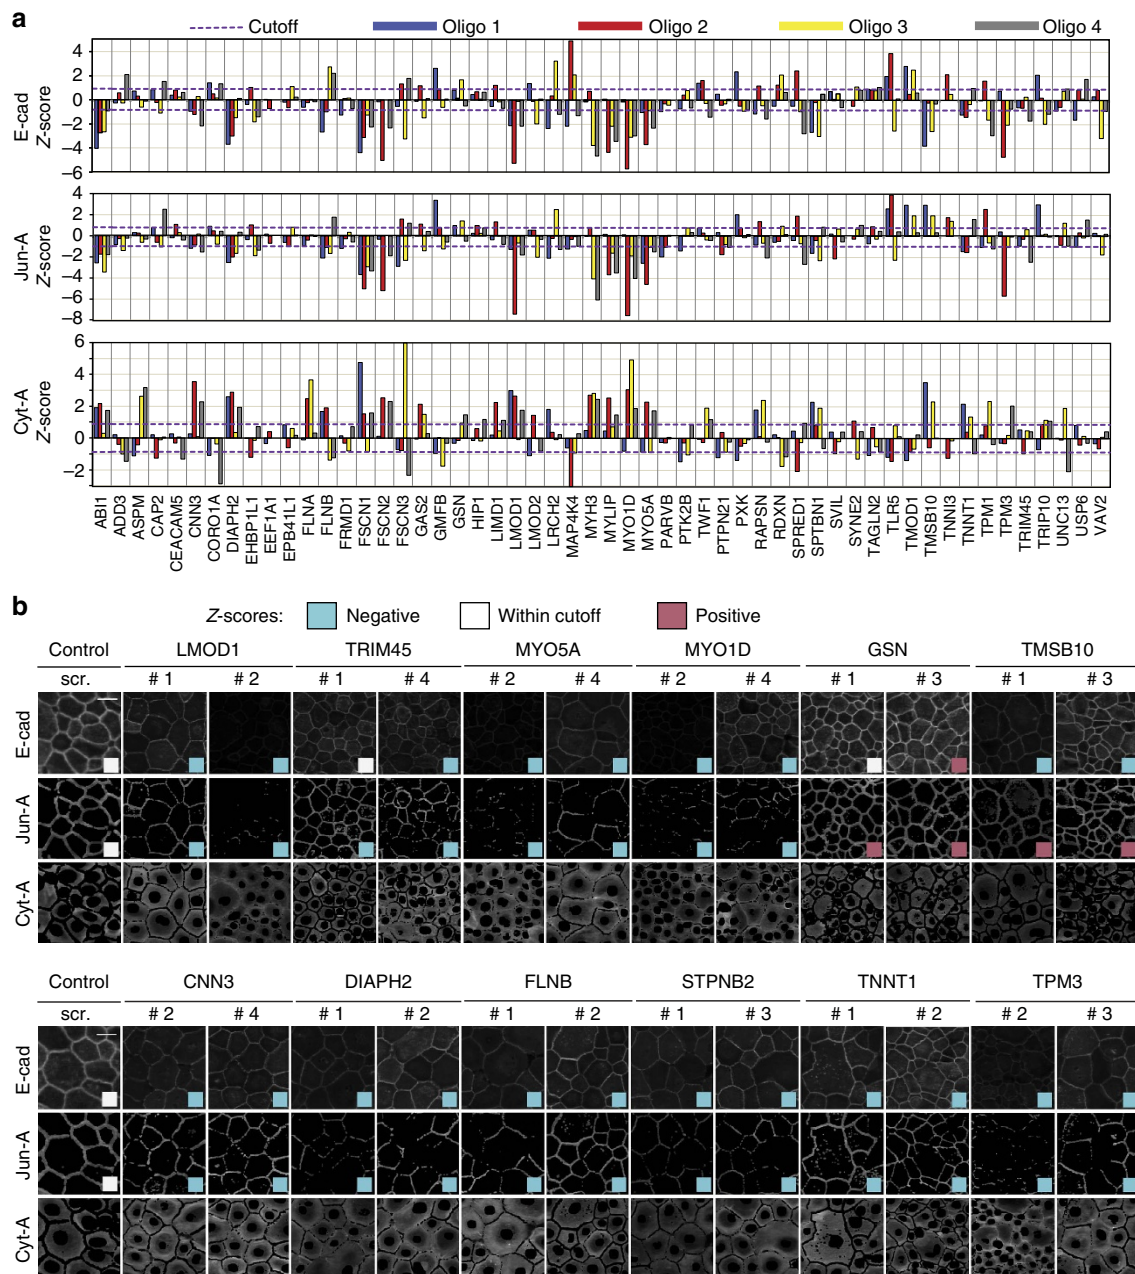 a
Cutoff Oligo 1 Oligo 2 Oligo 3 Oligo 4
E-cad
Z-score
4
2
0
−2
−4
−6
Jun-A
Z-score
4
2
0
−2
−4
−6
−8
Cyt-A
Z-score
6
4
2
0
−2
ABI1 ADD3 ASPM CAP2 CEACAM5 CNN3 CORO1A DIAPH2 EHBP1L1 EEF1A1 EPB41L1 FLNA FLNB FRMD1 FSCN1 FSCN2 FSCN3 GAS2 GMFB GSN HIP1 LIMD1 LMOD1 LMOD2 LRCH2 MAP4K4 MYH3 MYLIP MYO1D MYO5A PARVB PTK2B TWF1 PTPN21 PXK RAPSN RDXN SPRED1 SPTBN1 SVIL SYNE2 TAGLN2 TLR5 TMOD1 TMSB10 TNNI3 TNNT1 TPM1 TPM3 TRIM45 TRIP10 UNC13 USP6 VAV2
b
Z-scores: Negative Within cutoff Positive
Control LMOD1 TRIM45 MYO5A MYO1D GSN TMSB10
scr. # 1 # 2 # 1 # 4 # 2 # 4 # 2 # 4 # 1 # 3 # 1 # 3
E-cad
Jun-A
Cyt-A
Control CNN3 DIAPH2 FLNB STPNB2 TNNT1 TPM3
scr. # 2 # 4 # 1 # 2 # 1 # 2 # 1 # 3 # 1 # 2 # 2 # 3
E-cad
Jun-A
Cyt-A